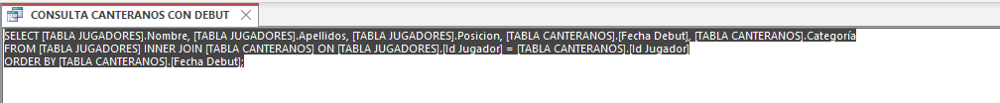 CONSULTA CANTERANOS CON DEBUT
SELECT [TABLA JUGADORES].Nombre, [TABLA JUGADORES].Apellidos, [TABLA JUGADORES].Posicion, [TABLA CANTERANOS].[Fecha Debut], [TABLA CANTERANOS].Categoría
FROM [TABLA JUGADORES] INNER JOIN [TABLA CANTERANOS] ON [TABLA JUGADORES].[Id Jugador] = [TABLA CANTERANOS].[Id Jugador]
ORDER BY [TABLA CANTERANOS].[Fecha Debut];